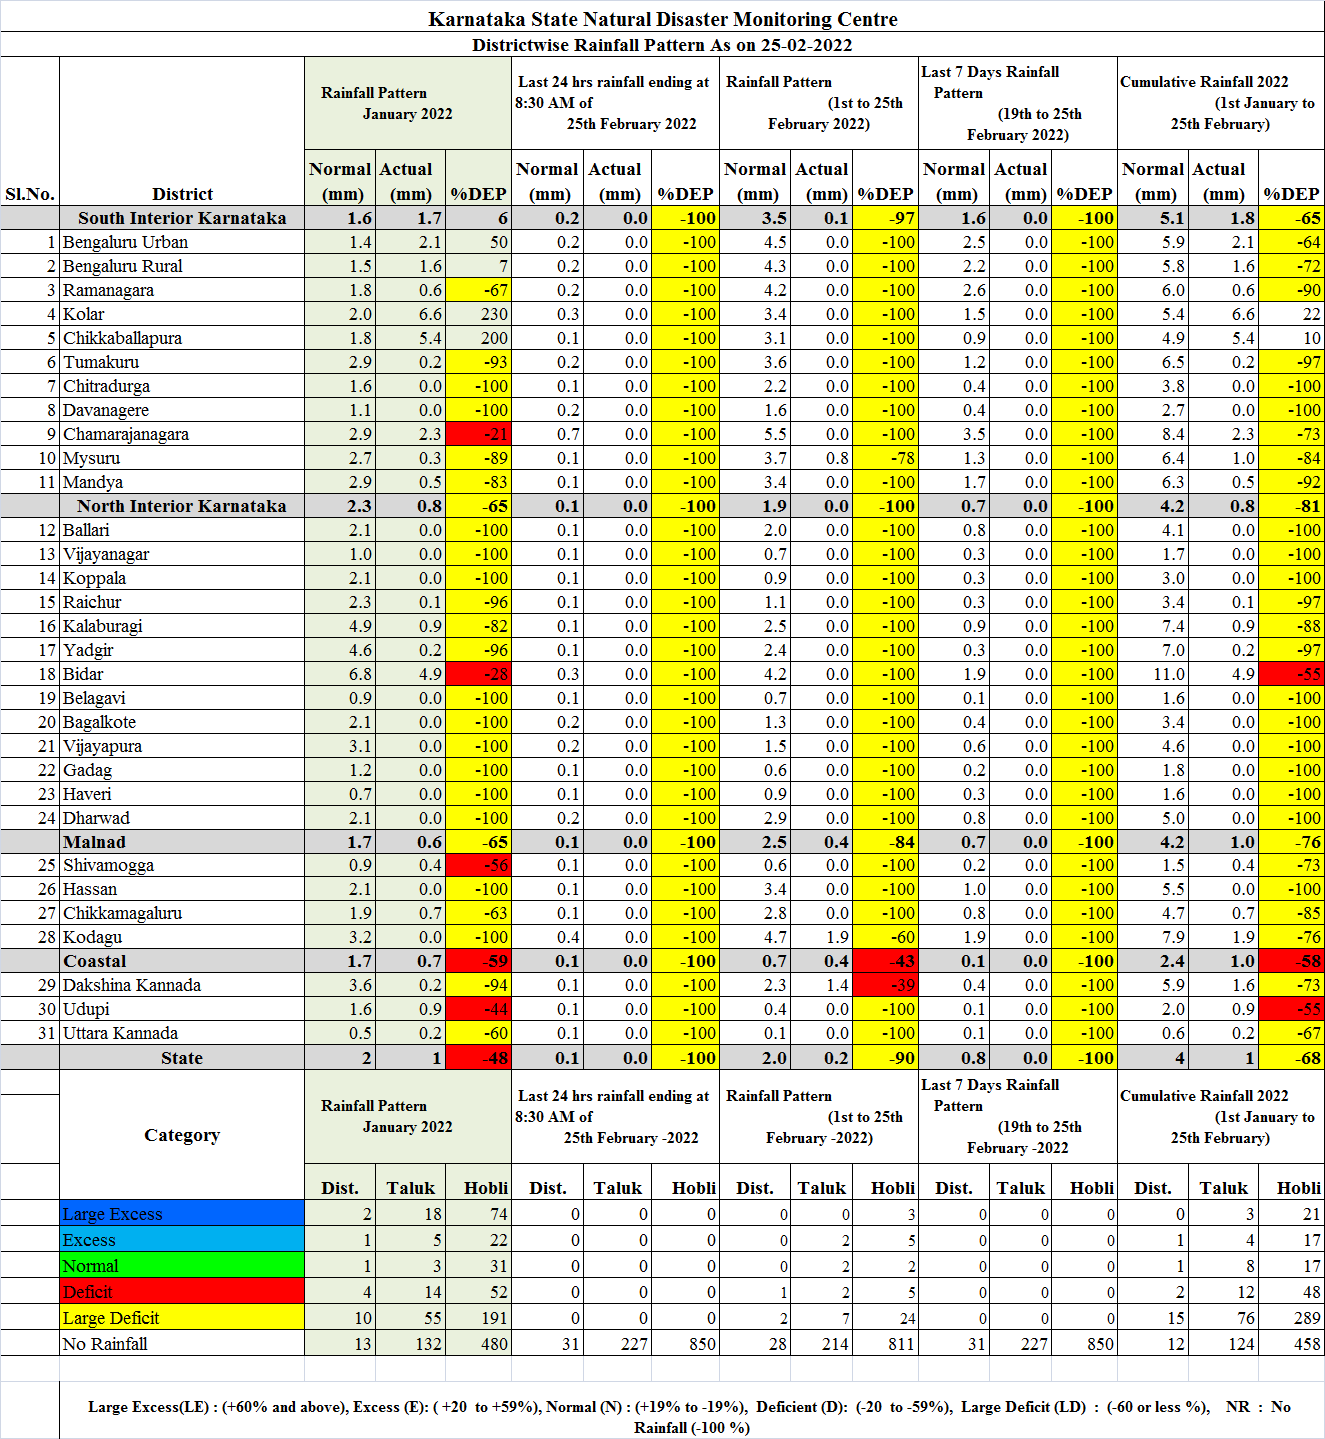 Karnataka State Natural Disaster Monitoring Centre
Districtwise Rainfall Pattern As on 25-02-2022
Sl.No. District Rainfall Pattern January 2022 Last 24 hrs rainfall ending at 8:30 AM of 25th February 2022 Rainfall Pattern (1st to 25th February 2022) Last 7 Days Rainfall Pattern (19th to 25th February 2022) Cumulative Rainfall 2022 (1st January to 25th February)
Normal (mm) Actual (mm) %DEP Normal (mm) Actual (mm) %DEP Normal (mm) Actual (mm) %DEP Normal (mm) Actual (mm) %DEP Normal (mm) Actual (mm) %DEP
South Interior Karnataka 1.6 1.7 6 0.2 0.0 -100 3.5 0.1 -97 1.6 0.0 -100 5.1 1.8 -65
1 Bengaluru Urban 1.4 2.1 50 0.2 0.0 -100 4.5 0.0 -100 2.5 0.0 -100 5.9 2.1 -64
2 Bengaluru Rural 1.5 1.6 7 0.2 0.0 -100 4.3 0.0 -100 2.2 0.0 -100 5.8 1.6 -72
3 Ramanagara 1.8 0.6 -67 0.2 0.0 -100 4.2 0.0 -100 2.6 0.0 -100 6.0 0.6 -90
4 Kolar 2.0 6.6 230 0.3 0.0 -100 3.4 0.0 -100 1.5 0.0 -100 5.4 6.6 22
5 Chikkaballapura 1.8 5.4 200 0.2 0.0 -100 3.1 0.0 -100 0.9 0.0 -100 4.9 5.4 10
6 Tumakuru 2.9 0.2 -93 0.2 0.0 -100 3.6 0.0 -100 1.2 0.0 -100 6.5 0.2 -97
7 Chitradurga 1.6 0.0 -100 0.1 0.0 -100 2.2 0.0 -100 0.4 0.0 -100 3.8 0.0 -100
8 Davanagere 1.1 0.0 -100 0.2 0.0 -100 1.6 0.0 -100 0.4 0.0 -100 2.7 0.0 -100
9 Chamarajanagara 2.9 2.3 -21 0.7 0.0 -100 5.5 0.0 -100 3.5 0.0 -100 8.4 2.3 -73
10 Mysuru 2.7 0.3 -89 0.1 0.0 -100 3.7 0.8 -78 1.3 0.0 -100 6.4 1.0 -84
11 Mandya 2.9 0.5 -83 0.1 0.0 -100 3.4 0.0 -100 1.7 0.0 -100 6.3 0.5 -92
North Interior Karnataka 2.3 0.8 -65 0.1 0.0 -100 1.9 0.0 -100 0.7 0.0 -100 4.2 0.8 -81
12 Ballari 2.1 0.0 -100 0.1 0.0 -100 2.0 0.0 -100 0.8 0.0 -100 4.1 0.0 -100
13 Vijayanagar 1.0 0.0 -100 0.1 0.0 -100 0.7 0.0 -100 0.3 0.0 -100 1.7 0.0 -100
14 Koppala 2.1 0.0 -100 0.1 0.0 -100 0.9 0.0 -100 0.3 0.0 -100 3.0 0.0 -100
15 Raichur 2.3 0.1 -96 0.1 0.0 -100 1.1 0.0 -100 0.3 0.0 -100 3.4 0.1 -97
16 Kalaburagi 4.9 0.9 -82 0.1 0.0 -100 2.5 0.0 -100 0.9 0.0 -100 7.4 0.9 -88
17 Yadgir 4.6 0.2 -96 0.1 0.0 -100 2.4 0.0 -100 0.3 0.0 -100 7.0 0.2 -97
18 Bidar 6.8 4.9 -28 0.3 0.0 -100 4.2 0.0 -100 1.9 0.0 -100 11.0 4.9 -55
19 Belagavi 0.9 0.0 -100 0.1 0.0 -100 0.7 0.0 -100 0.1 0.0 -100 1.6 0.0 -100
20 Bagalkote 2.1 0.0 -100 0.2 0.0 -100 1.3 0.0 -100 0.4 0.0 -100 3.4 0.0 -100
21 Vijayapura 3.1 0.0 -100 0.2 0.0 -100 1.5 0.0 -100 0.6 0.0 -100 4.6 0.0 -100
22 Gadag 1.2 0.0 -100 0.1 0.0 -100 0.6 0.0 -100 0.2 0.0 -100 1.8 0.0 -100
23 Haveri 0.7 0.0 -100 0.1 0.0 -100 0.9 0.0 -100 0.3 0.0 -100 1.6 0.0 -100
24 Dharwad 2.1 0.0 -100 0.2 0.0 -100 2.9 0.0 -100 0.8 0.0 -100 5.0 0.0 -100
Malnad 1.7 0.6 -65 0.1 0.0 -100 2.5 0.4 -84 0.7 0.0 -100 4.2 1.0 -76
25 Shivamogga 0.9 0.4 -56 0.1 0.0 -100 0.6 0.0 -100 0.2 0.0 -100 1.5 0.4 -73
26 Hassan 2.1 0.0 -100 0.1 0.0 -100 3.4 0.0 -100 1.0 0.0 -100 5.5 0.0 -100
27 Chikkamagaluru 1.9 0.7 -63 0.1 0.0 -100 2.8 0.0 -100 0.8 0.0 -100 4.7 0.7 -85
28 Kodagu 3.2 0.0 -100 0.4 0.0 -100 4.7 1.9 -60 1.9 0.0 -100 7.9 1.9 -76
Coastal 1.7 0.7 -59 0.1 0.0 -100 0.7 0.4 -43 0.1 0.0 -100 2.4 1.0 -58
29 Dakshina Kannada 3.6 0.2 -94 0.1 0.0 -100 2.3 1.4 -39 0.4 0.0 -100 5.9 1.6 -73
30 Udupi 1.6 0.9 -44 0.1 0.0 -100 0.4 0.0 -100 0.1 0.0 -100 2.0 0.9 -55
31 Uttara Kannada 0.5 0.2 -60 0.1 0.0 -100 0.1 0.0 -100 0.1 0.0 -100 0.6 0.2 -67
State 2 1 -48 0.1 0.0 -100 2.0 0.2 -90 0.8 0.0 -100 4 1 -68
Category Rainfall Pattern January 2022 Last 24 hrs rainfall ending at 8:30 AM of 25th February -2022 Rainfall Pattern (1st to 25th February -2022) Last 7 Days Rainfall Pattern (19th to 25th February -2022 Cumulative Rainfall 2022 (1st January to 25th February)
Dist. Taluk Hobli Dist. Taluk Hobli Dist. Taluk Hobli Dist. Taluk Hobli Dist. Taluk Hobli
Large Excess 2 18 74 0 0 0 0 0 3 0 0 0 0 3 21
Excess 1 5 22 0 0 0 0 2 5 0 0 0 1 4 17
Normal 1 3 31 0 0 0 0 2 2 0 0 0 1 8 17
Deficit 4 14 52 0 0 0 1 2 5 0 0 0 2 12 48
Large Deficit 10 55 191 0 0 0 2 7 24 0 0 0 15 76 289
No Rainfall 13 132 480 31 227 850 28 214 811 31 227 850 12 124 458
Large Excess(LE) : (+60% and above), Excess (E): ( +20 to +59%), Normal (N) : (+19% to -19%), Deficient (D): (-20 to -59%), Large Deficit (LD) : (-60 or less %), NR : No
Rainfall (-100 %)